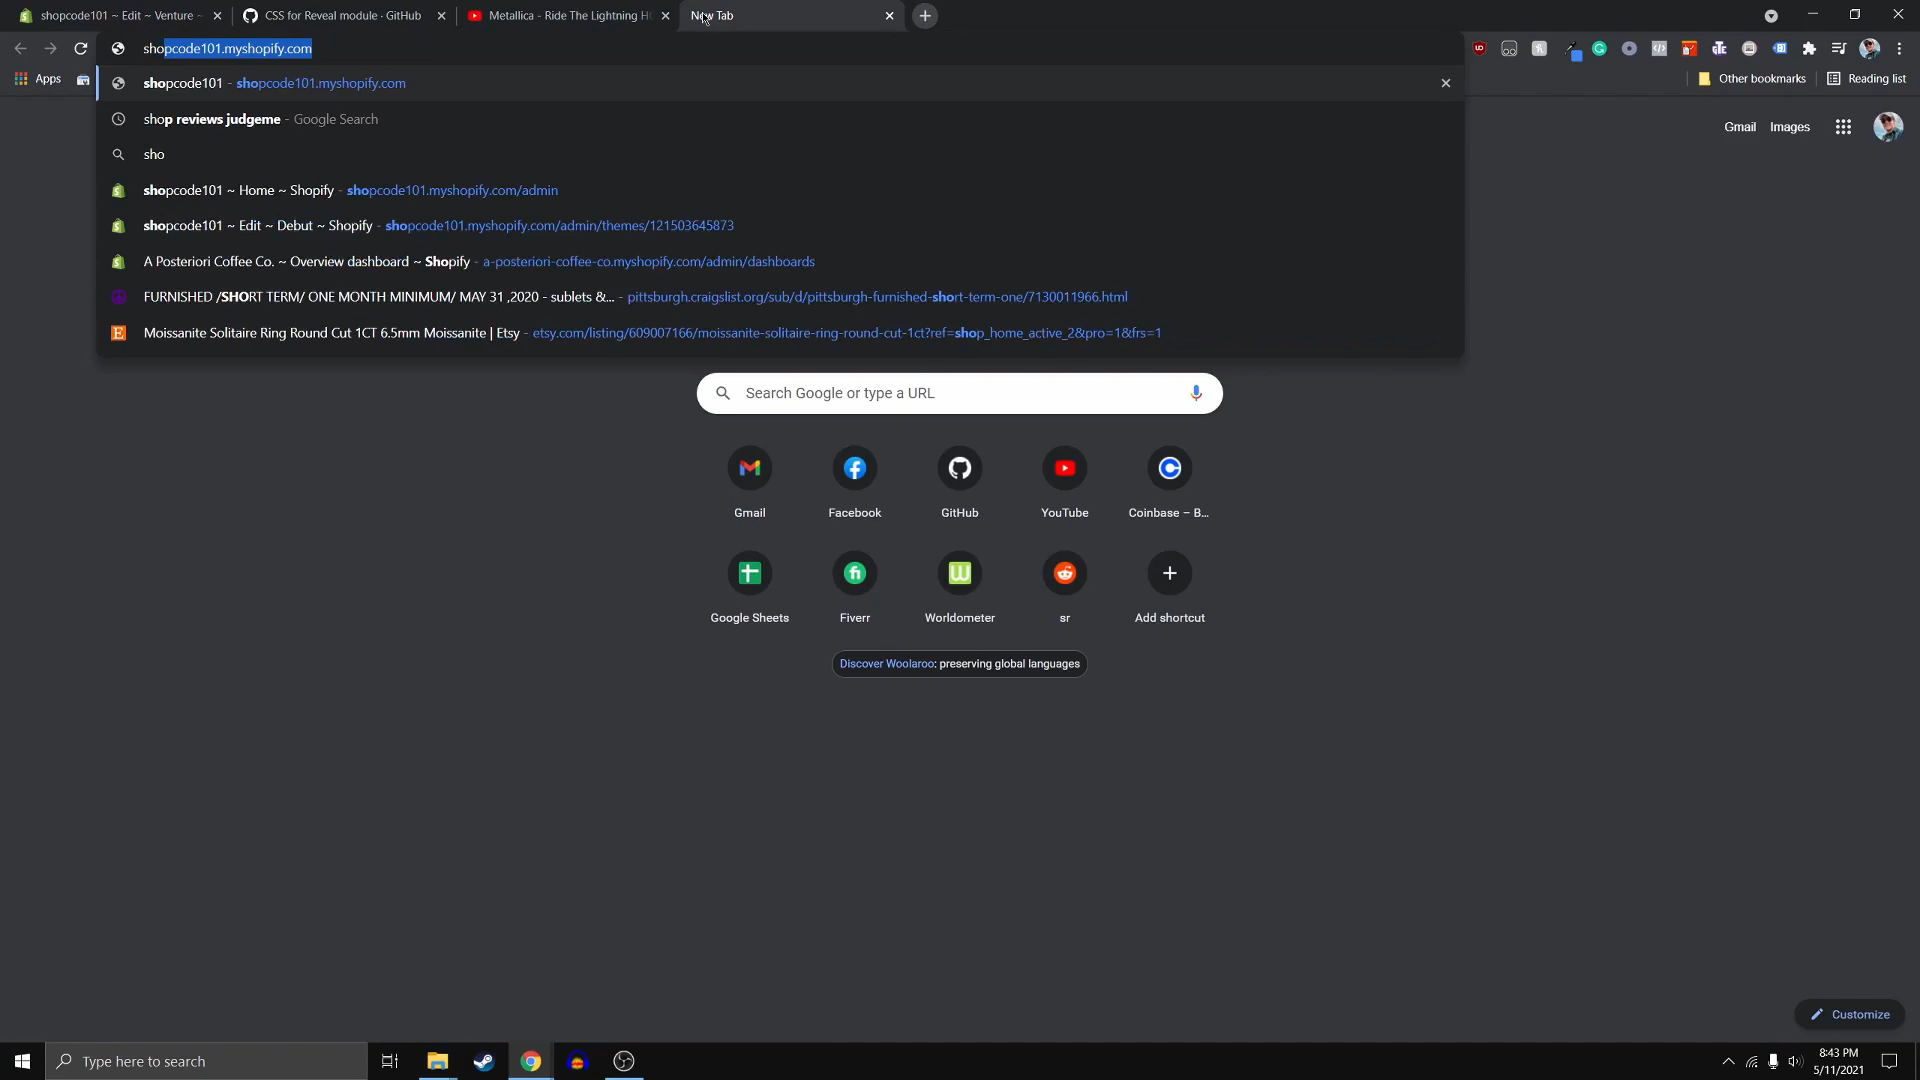 shopcode101 ~ Edit ~ Venture ~
CSS for Reveal module · GitHub
Metallica - Ride The Lightning H
New Tab
shopcode101.myshopify.com
Apps
Other bookmarks
Reading list
shopcode101 - shopcode101.myshopify.com
shop reviews judgeme - Google Search
sho
shopcode101 ~ Home ~ Shopify - shopcode101.myshopify.com/admin
shopcode101 ~ Edit ~ Debut ~ Shopify - shopcode101.myshopify.com/admin/themes/121503645873
A Posteriori Coffee Co. ~ Overview dashboard ~ Shopify - a-posteriori-coffee-co.myshopify.com/admin/dashboards
FURNISHED /SHORT TERM/ ONE MONTH MINIMUM/ MAY 31 ,2020 - sublets &... - pittsburgh.craigslist.org/sub/d/pittsburgh-furnished-short-term-one/7130011966.html
Moissanite Solitaire Ring Round Cut 1CT 6.5mm Moissanite | Etsy - etsy.com/listing/609007166/moissanite-solitaire-ring-round-cut-1ct?ref=shop_home_active_2&pro=1&frs=1
Gmail
Images
Search Google or type a URL
Gmail
Facebook
GitHub
YouTube
Coinbase – B...
Google Sheets
Fiverr
Worldometer
sr
Add shortcut
Discover Woolaroo: preserving global languages
Customize
Type here to search
8:43 PM
5/11/2021